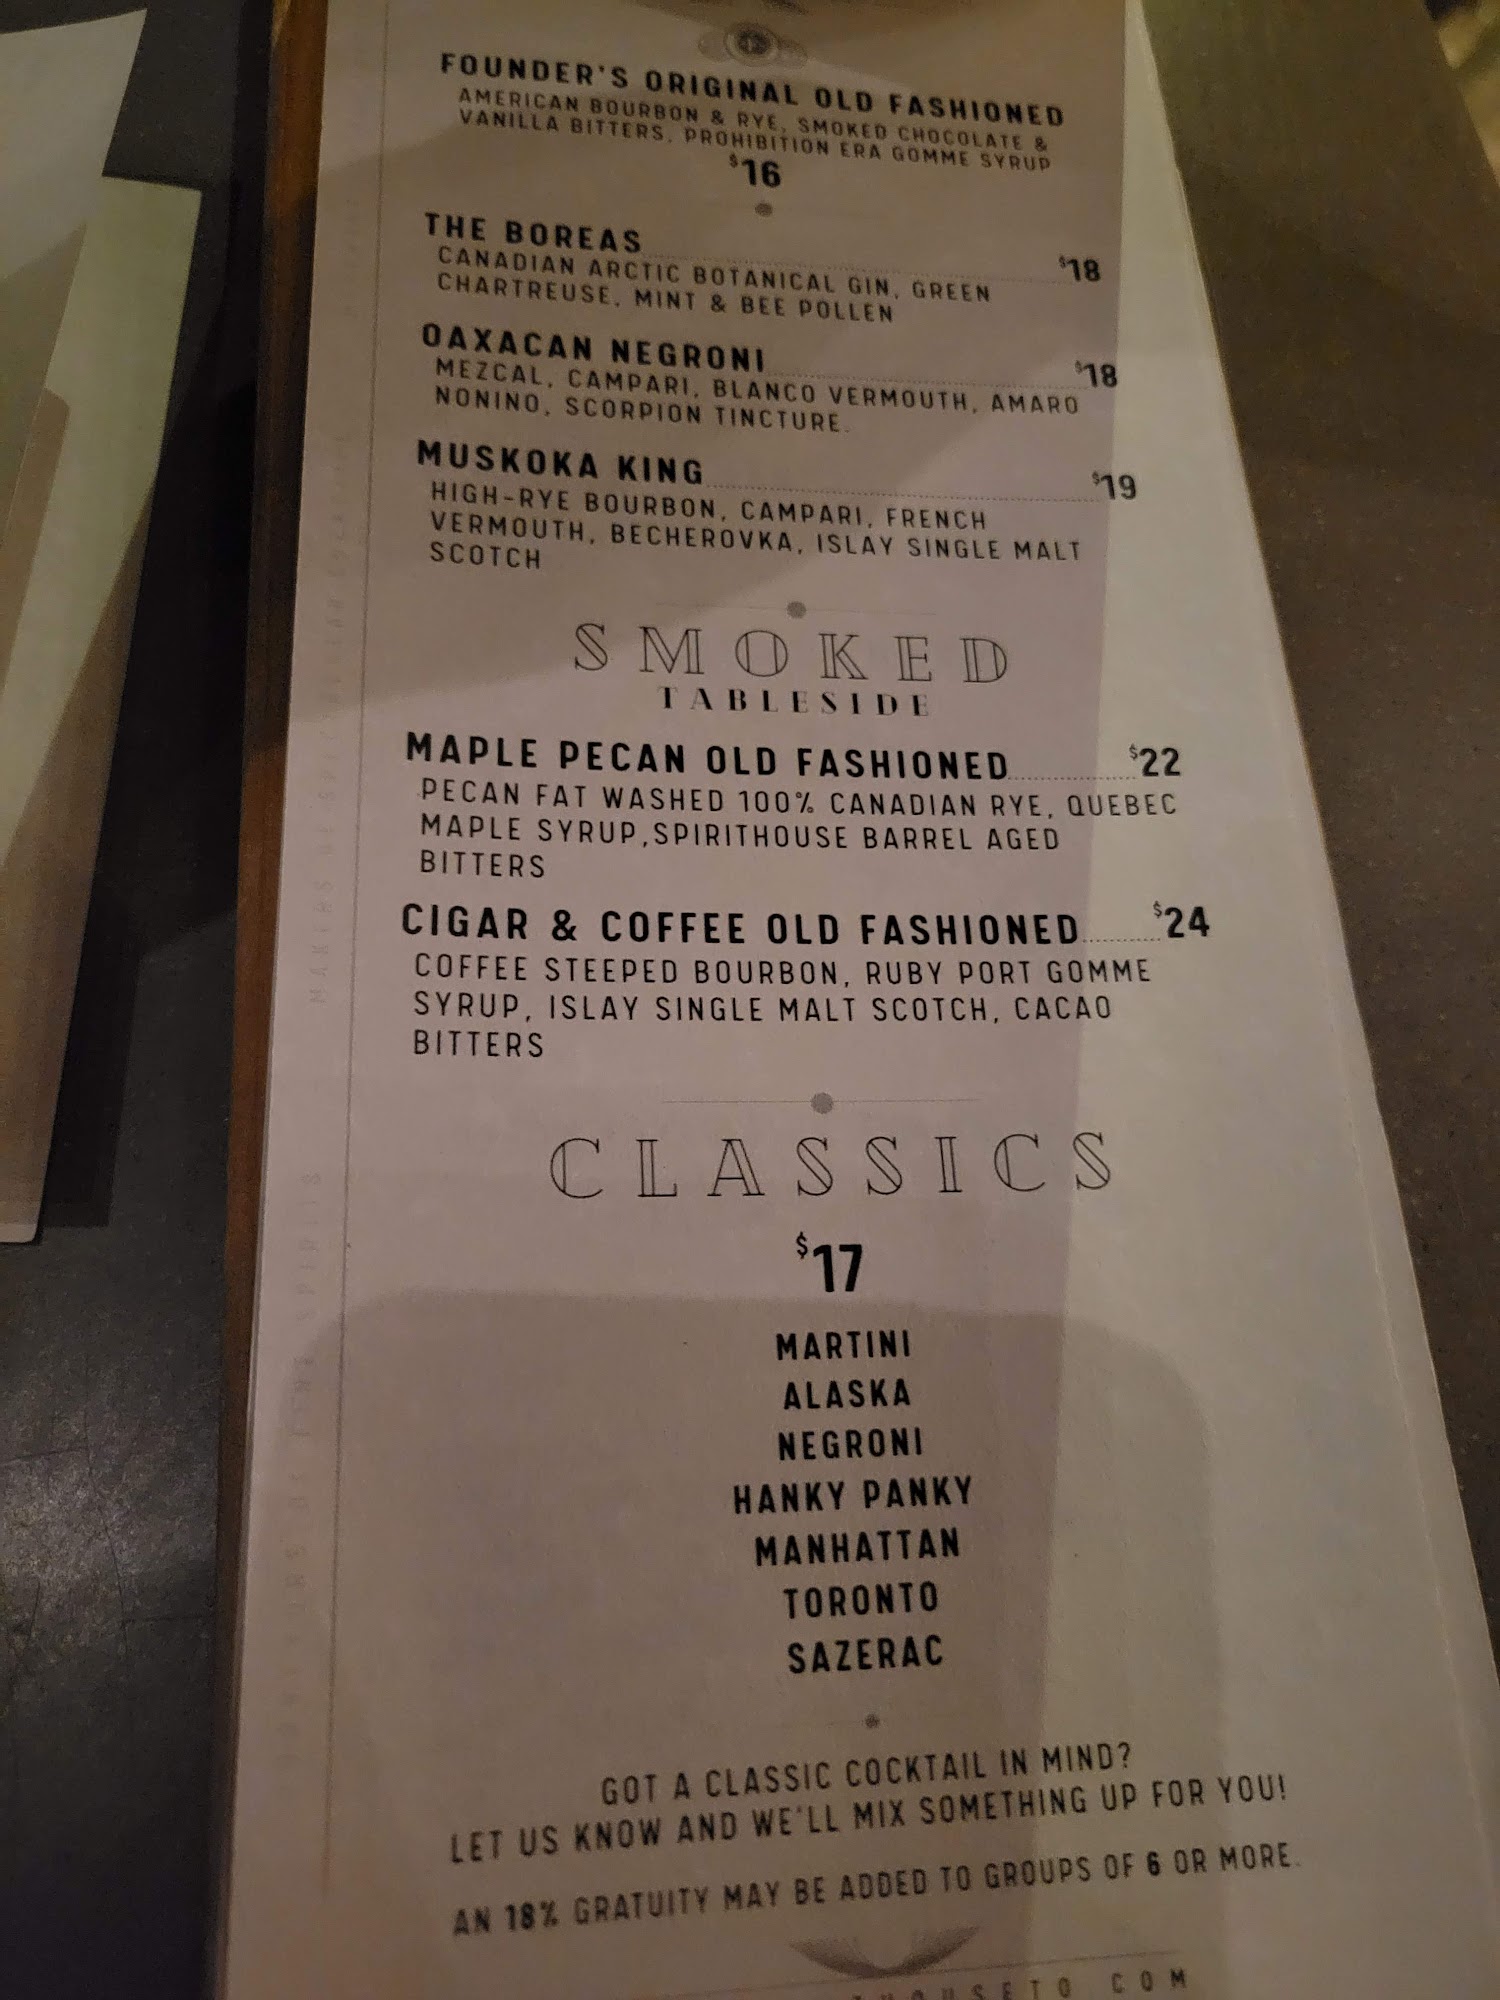 FOUNDER'S ORIGINAL OLD FASHIONED
AMERICAN BOURBON & RYE, SMOKED CHOCOLATE &
VANILLA BITTERS, PROHIBITION ERA GOMME SYRUP
$16
THE BOREAS $18
CANADIAN ARCTIC BOTANICAL GIN, GREEN
CHARTREUSE, MINT & BEE POLLEN
OAXACAN NEGRONI $18
MEZCAL, CAMPARI, BLANCO VERMOUTH, AMARO
NONINO, SCORPION TINCTURE.
MUSKOKA KING $19
HIGH-RYE BOURBON, CAMPARI, FRENCH
VERMOUTH, BECHEROVKA, ISLAY SINGLE MALT
SCOTCH
SMOKED
TABLESIDE
MAPLE PECAN OLD FASHIONED $22
PECAN FAT WASHED 100% CANADIAN RYE, QUEBEC
MAPLE SYRUP,SPIRITHOUSE BARREL AGED
BITTERS
CIGAR & COFFEE OLD FASHIONED $24
COFFEE STEEPED BOURBON, RUBY PORT GOMME
SYRUP, ISLAY SINGLE MALT SCOTCH, CACAO
BITTERS
CLASSICS
$17
MARTINI
ALASKA
NEGRONI
HANKY PANKY
MANHATTAN
TORONTO
SAZERAC
GOT A CLASSIC COCKTAIL IN MIND?
LET US KNOW AND WE'LL MIX SOMETHING UP FOR YOU!
AN 18% GRATUITY MAY BE ADDED TO GROUPS OF 6 OR MORE.